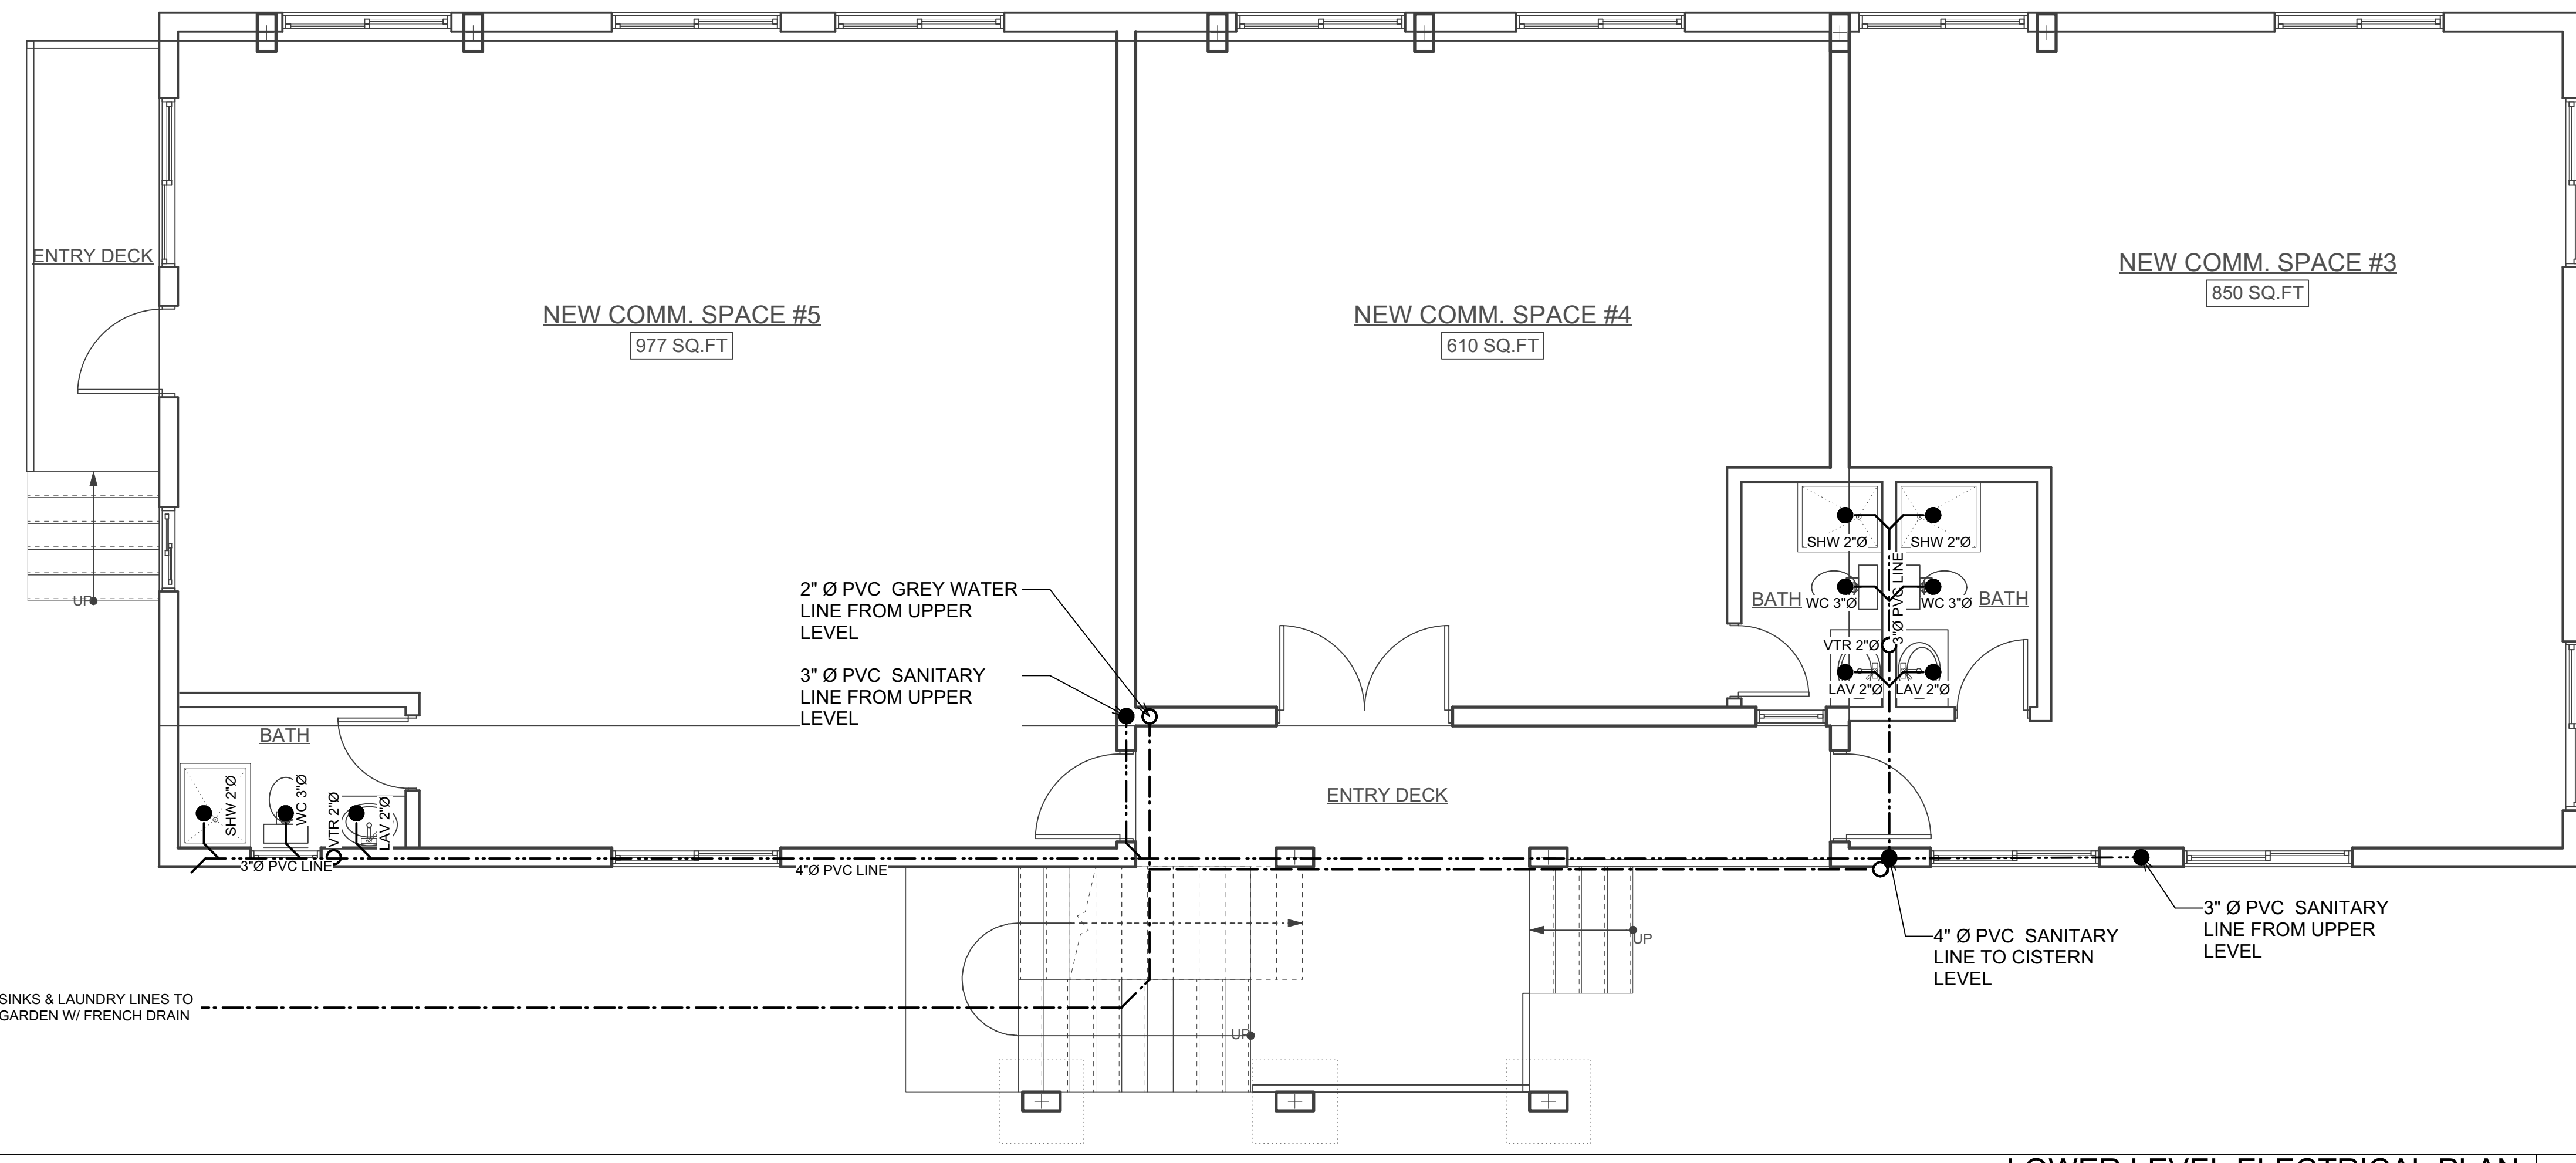 ENTRY DECK
NEW COMM. SPACE #5
977 SQ.FT
NEW COMM. SPACE #4
610 SQ.FT
NEW COMM. SPACE #3
850 SQ.FT
UP
2" Ø PVC GREY WATER
LINE FROM UPPER
LEVEL
3" Ø PVC SANITARY
LINE FROM UPPER
LEVEL
SHW 2"Ø
SHW 2"Ø
BATH
WC 3"Ø
3"Ø PVC LINE
WC 3"Ø
BATH
VTR 2"Ø
LAV 2"Ø
LAV 2"Ø
BATH
SHW 2"Ø
WC 3"Ø
VTR 2"Ø
LAV 2"Ø
3"Ø PVC LINE
4"Ø PVC LINE
ENTRY DECK
UP
UP
4" Ø PVC SANITARY
LINE TO CISTERN
LEVEL
3" Ø PVC SANITARY
LINE FROM UPPER
LEVEL
SINKS & LAUNDRY LINES TO
GARDEN W/ FRENCH DRAIN
LOWER LEVEL ELECTRICAL PLAN